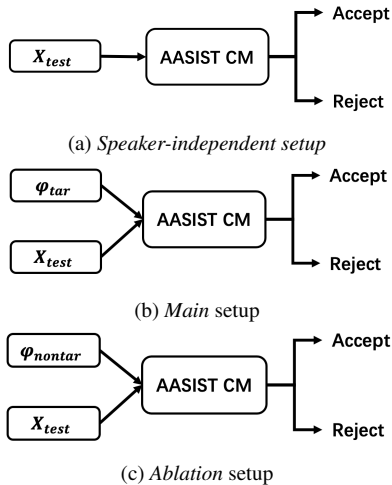 Accept
X_test
AASIST CM
Reject
(a) Speaker-independent setup
φ_tar
Accept
AASIST CM
X_test
Reject
(b) Main setup
φ_nontar
Accept
AASIST CM
X_test
Reject
(c) Ablation setup